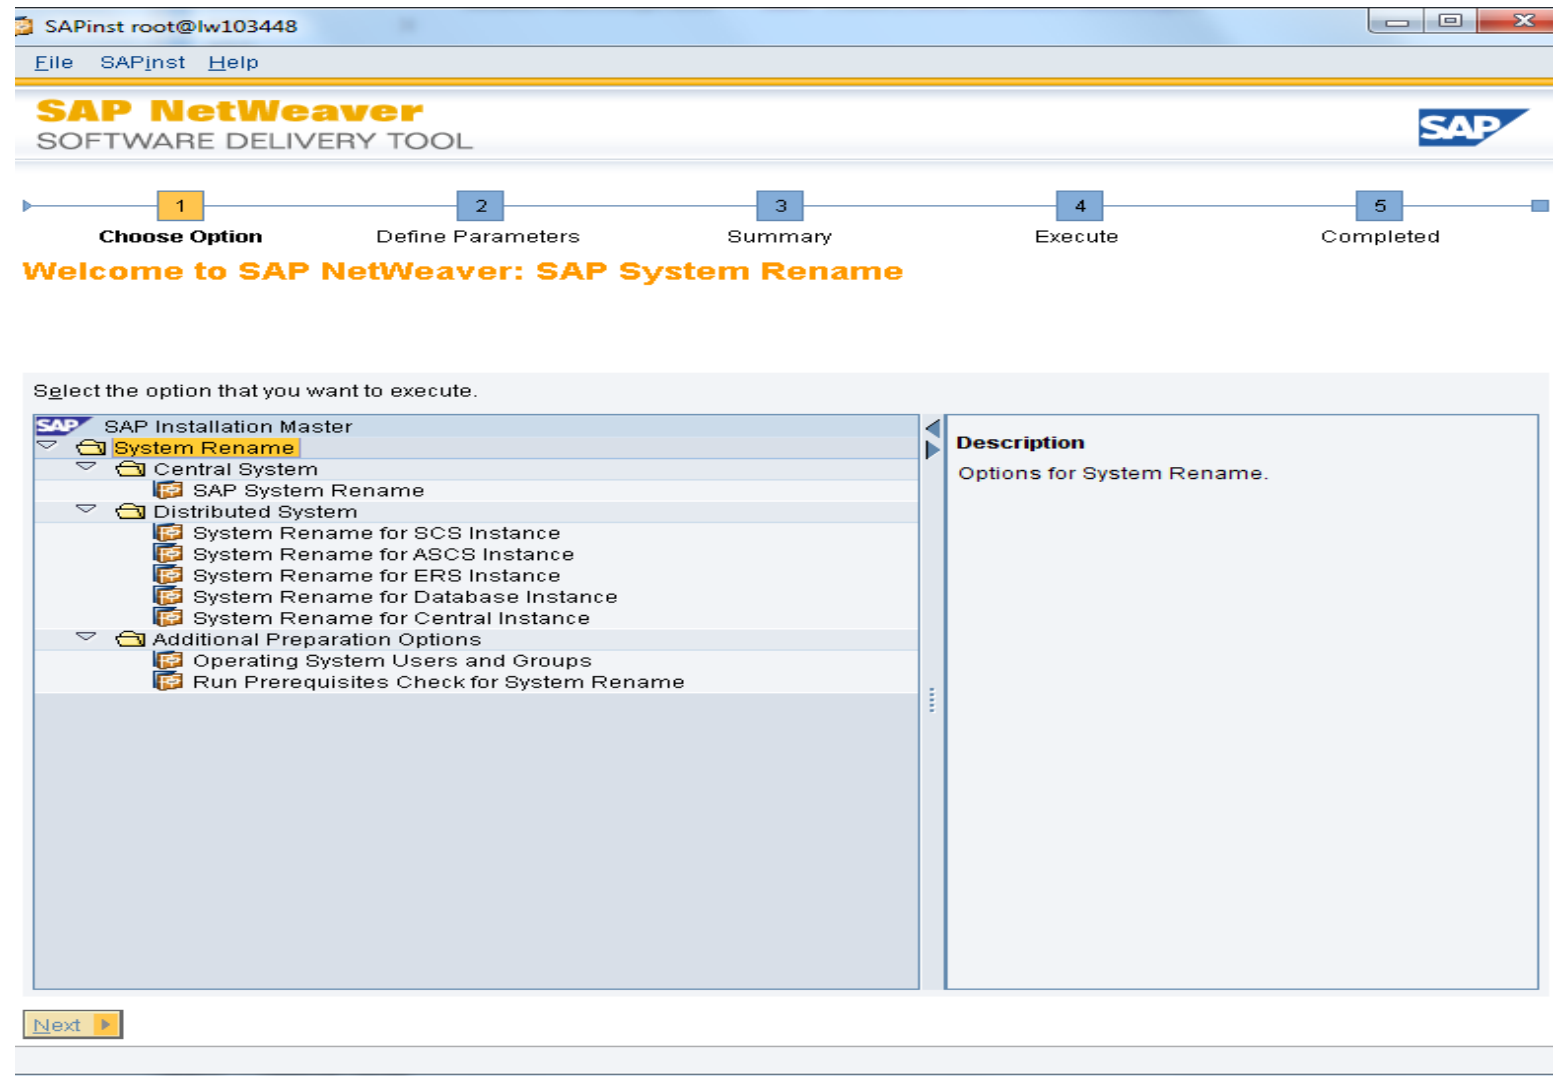 SAPinst root@lw103448
File SAPinst Help
SAP NetWeaver
SOFTWARE DELIVERY TOOL
SAP
1 2 3 4 5
Choose Option Define Parameters Summary Execute Completed
Welcome to SAP NetWeaver: SAP System Rename
Select the option that you want to execute.
SAP SAP Installation Master
System Rename
Central System
SAP System Rename
Distributed System
System Rename for SCS Instance
System Rename for ASCS Instance
System Rename for ERS Instance
System Rename for Database Instance
System Rename for Central Instance
Additional Preparation Options
Operating System Users and Groups
Run Prerequisites Check for System Rename
Description
Options for System Rename.
Next